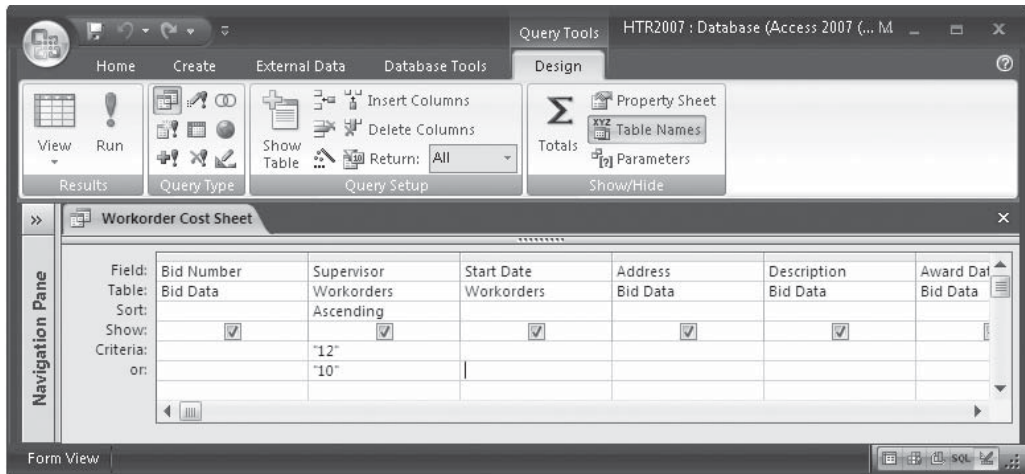 Query Tools
HTR2007 : Database (Access 2007 (... M
Home Create External Data Database Tools Design
View
Run
Results
Query Type
Show Table
Insert Columns
Delete Columns
Return: All
Query Setup
Totals
Property Sheet
XYZ Table Names
Parameters
Show/Hide
Workorder Cost Sheet
Navigation Pane
Field: Bid Number Supervisor Start Date Address Description Award Dat
Table: Bid Data Workorders Workorders Bid Data Bid Data Bid Data
Sort: Ascending
Show:
Criteria: "12"
or: "10"
Form View
SQL